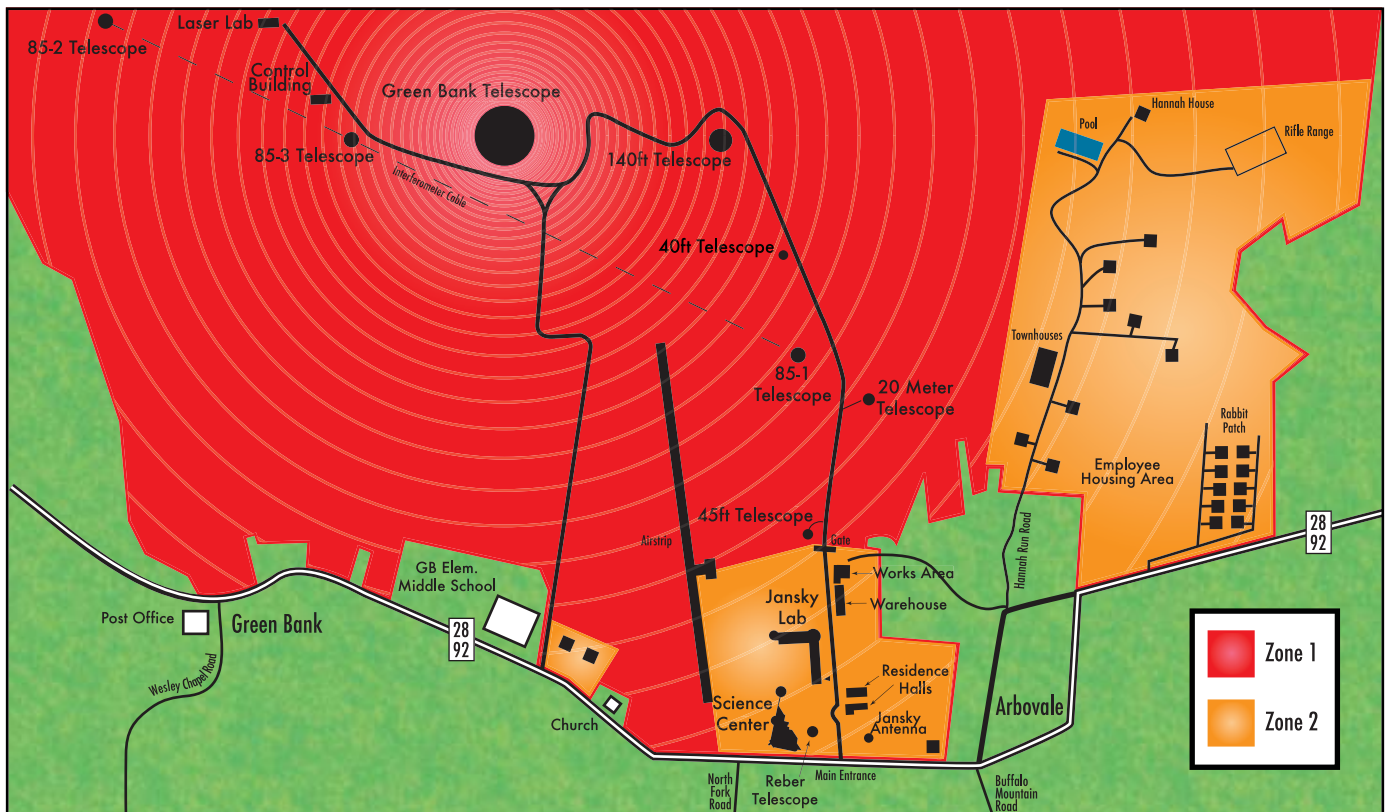 Laser Lab
85-2 Telescope
Control
Building
Green Bank Telescope
85-3 Telescope
Interferometer Cable
140ft Telescope
40ft Telescope
85-1
Telescope
20 Meter
Telescope
45ft Telescope
Gate
Airstrip
Hannah House
Pool
Rifle Range
Townhouses
Rabbit
Patch
Employee
Housing Area
Hannah Run Road
28
92
GB Elem.
Middle School
Post Office
Green Bank
28
92
Wesley Chapel Road
Church
Works Area
Warehouse
Jansky
Lab
Residence
Halls
Science
Center
Jansky
Antenna
Arbovale
Main Entrance
North
Fork
Road
Reber
Telescope
Buffalo
Mountain
Road
Zone 1
Zone 2